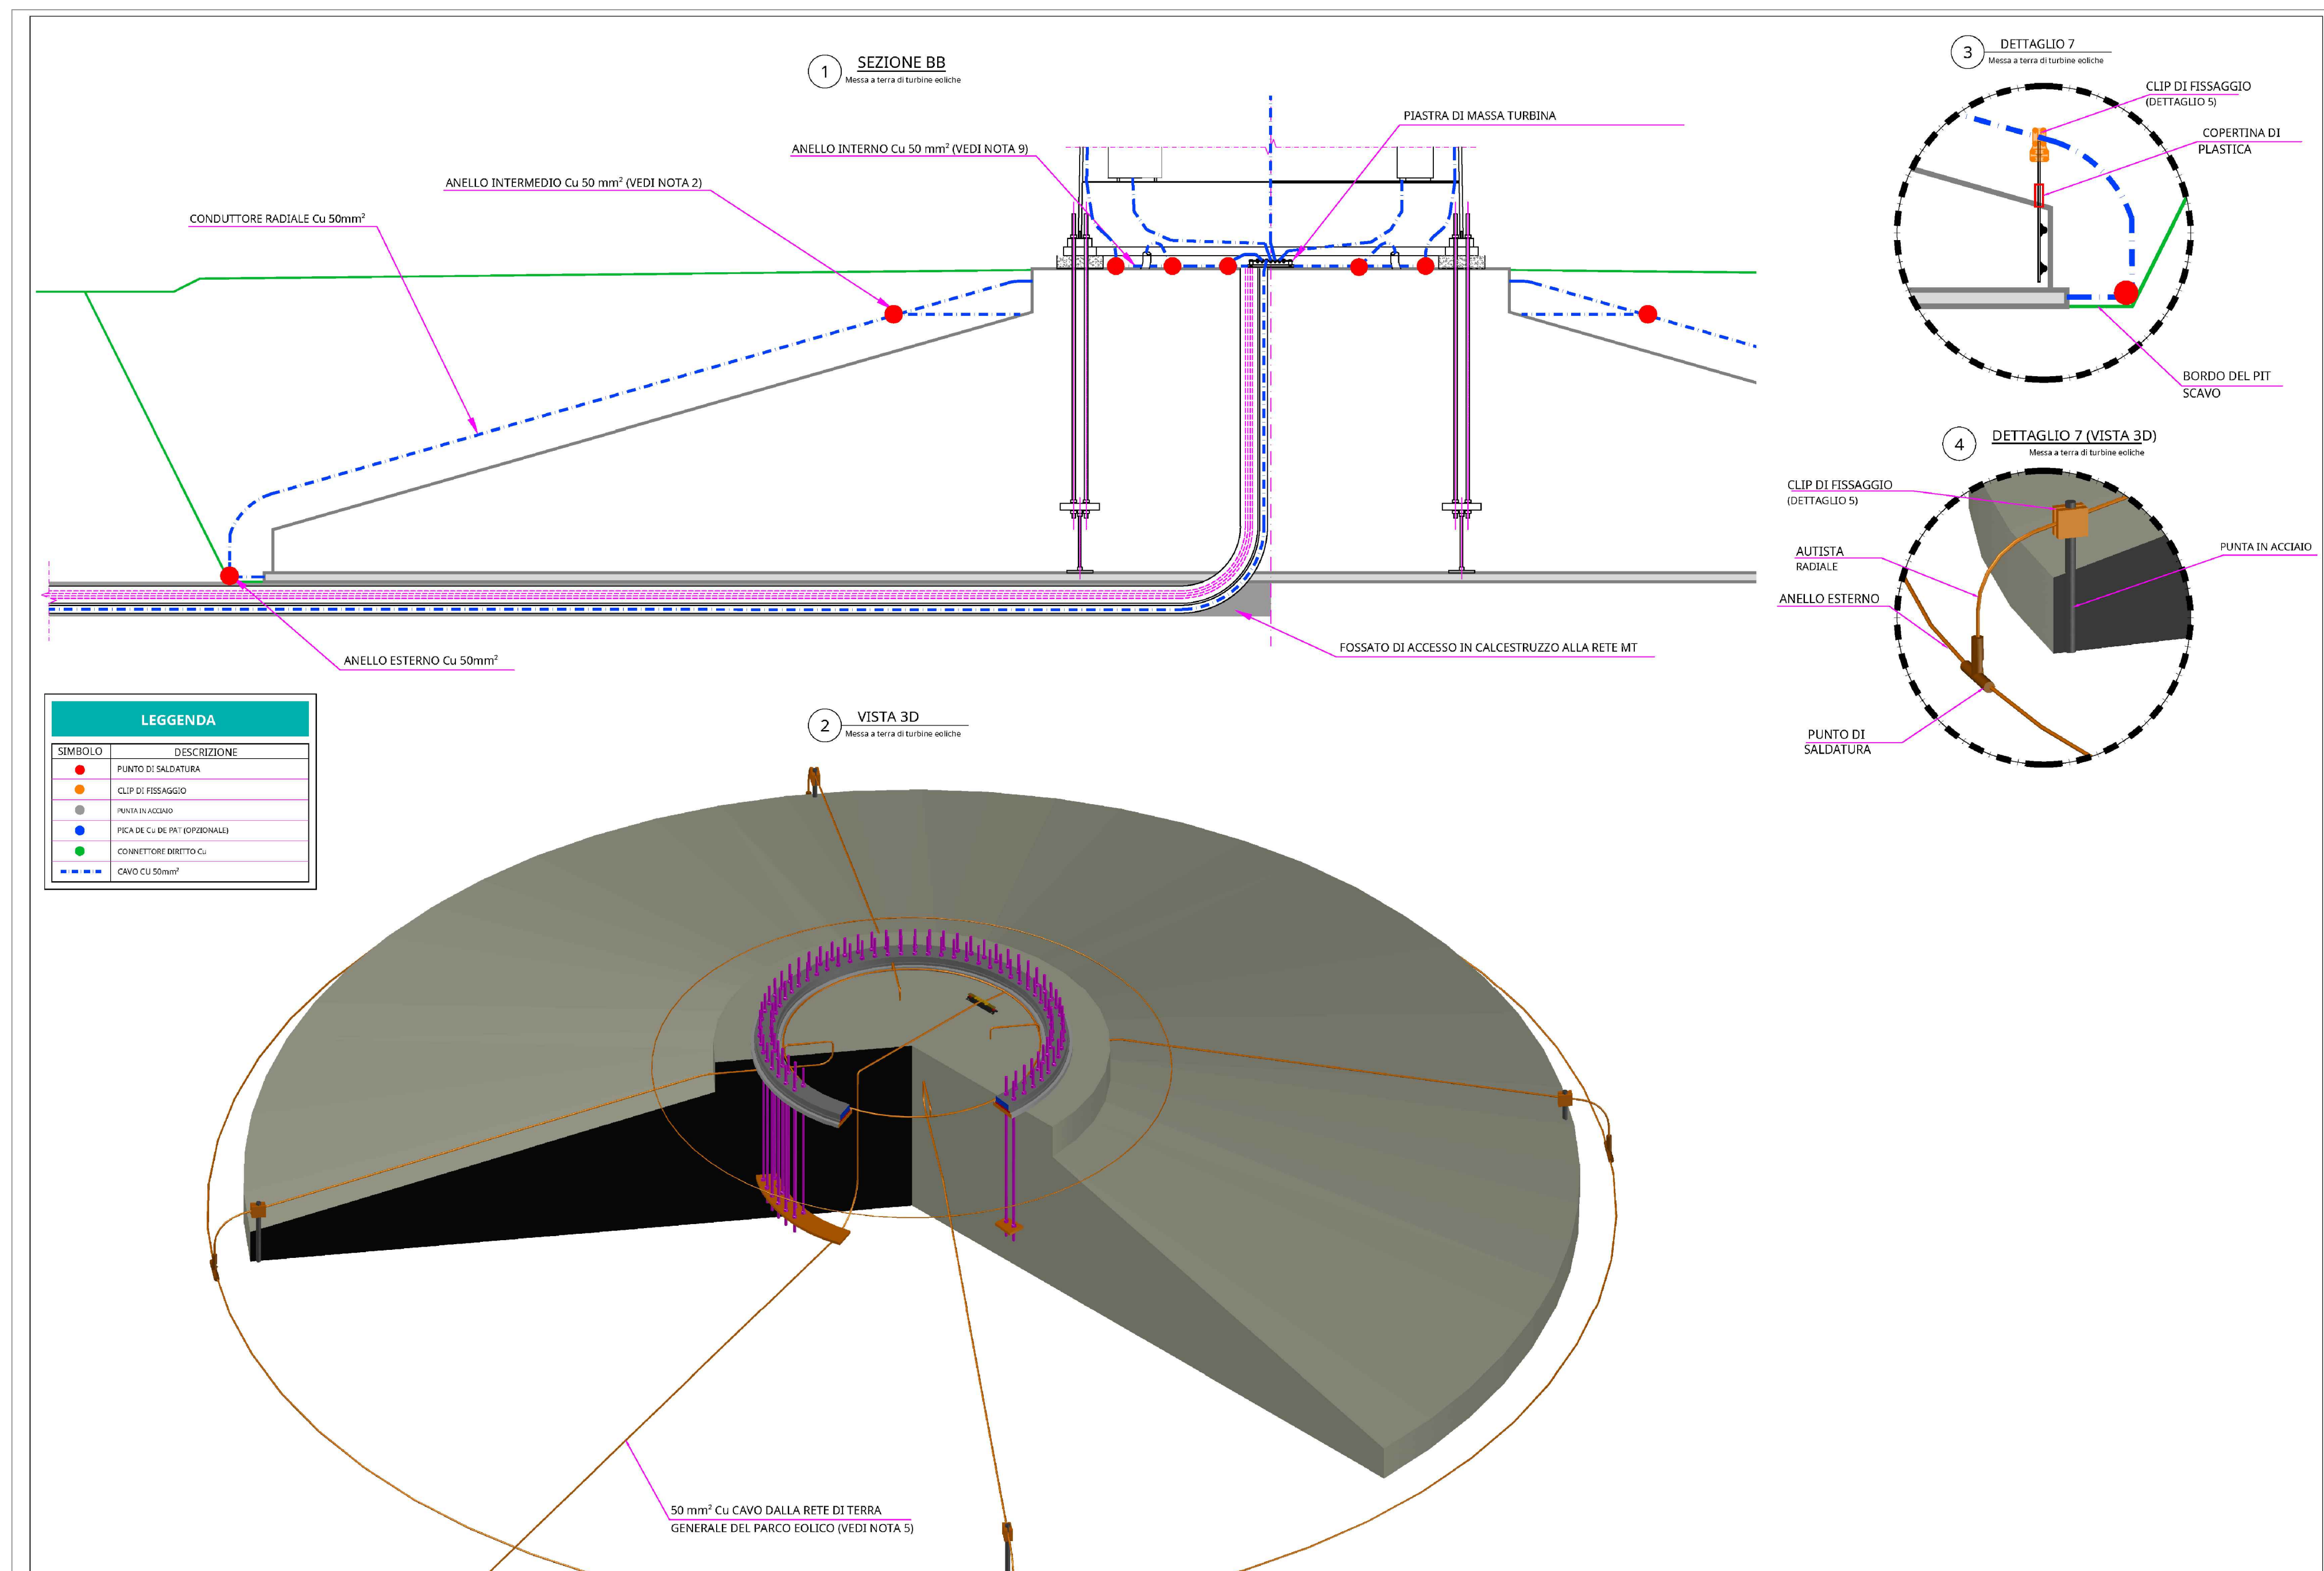 1
SEZIONE BB
Messa a terra di turbine eoliche
PIASTRA DI MASSA TURBINA
ANELLO INTERNO Cu 50 mm² (VEDI NOTA 9)
ANELLO INTERMEDIO Cu 50 mm² (VEDI NOTA 2)
CONDUTTORE RADIALE Cu 50mm²
FOSSATO DI ACCESSO IN CALCESTRUZZO ALLA RETE MT
ANELLO ESTERNO Cu 50mm²
3
DETTAGLIO 7
Messa a terra di turbine eoliche
CLIP DI FISSAGGIO
(DETTAGLIO 5)
COPERTINA DI
PLASTICA
BORDO DEL PIT
SCAVO
4
DETTAGLIO 7 (VISTA 3D)
Messa a terra di turbine eoliche
CLIP DI FISSAGGIO
(DETTAGLIO 5)
AUTISTA
RADIALE
PUNTA IN ACCIAIO
ANELLO ESTERNO
PUNTO DI
SALDATURA
LEGGENDA
SIMBOLO DESCRIZIONE
PUNTO DI SALDATURA
CLIP DI FISSAGGIO
PUNTA IN ACCIAIO
PICA DE Cu DE PAT (OPZIONALE)
CONNETTORE DIRITTO Cu
CAVO CU 50mm²
2
VISTA 3D
Messa a terra di turbine eoliche
50 mm² Cu CAVO DALLA RETE DI TERRA
GENERALE DEL PARCO EOLICO (VEDI NOTA 5)